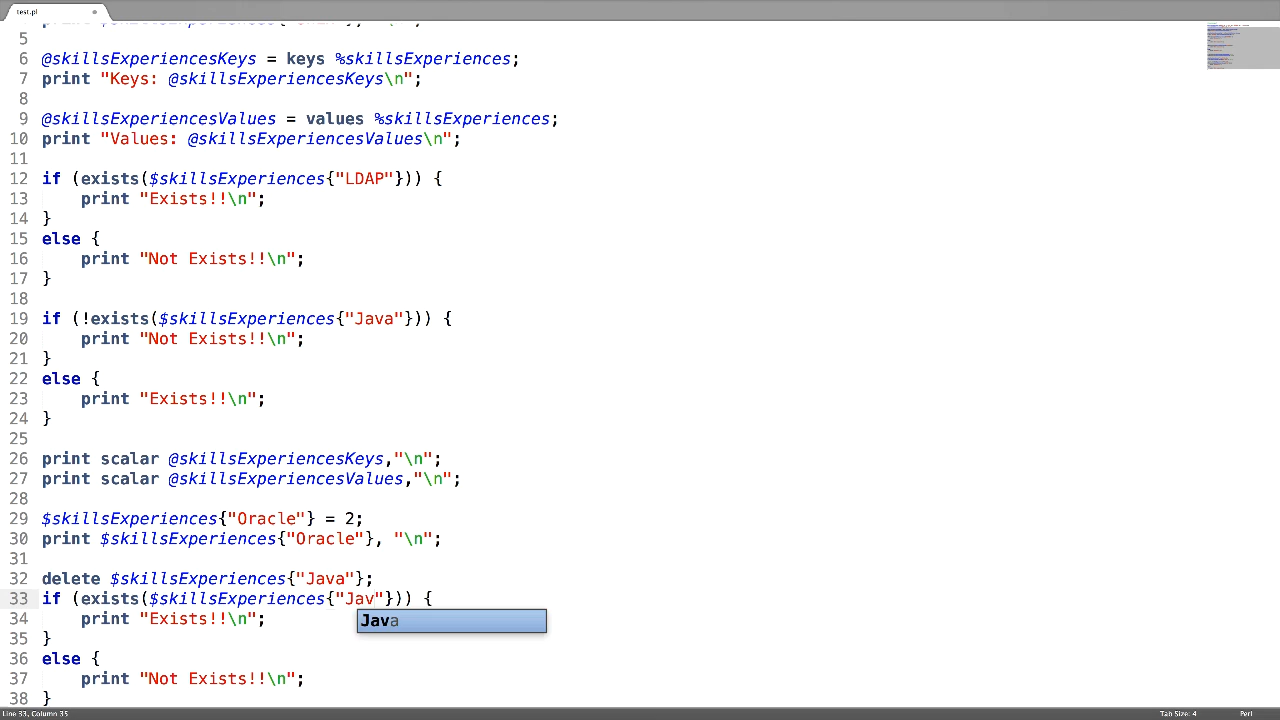 test.pl
5
6 @skillsExperiencesKeys = keys %skillsExperiences;
7 print "Keys: @skillsExperiencesKeys\n";
8
9 @skillsExperiencesValues = values %skillsExperiences;
10 print "Values: @skillsExperiencesValues\n";
11
12 if (exists($skillsExperiences{"LDAP"})) {
13     print "Exists!!\n";
14 }
15 else {
16     print "Not Exists!!\n";
17 }
18
19 if (!exists($skillsExperiences{"Java"})) {
20     print "Not Exists!!\n";
21 }
22 else {
23     print "Exists!!\n";
24 }
25
26 print scalar @skillsExperiencesKeys,"\n";
27 print scalar @skillsExperiencesValues,"\n";
28
29 $skillsExperiences{"Oracle"} = 2;
30 print $skillsExperiences{"Oracle"}, "\n";
31
32 delete $skillsExperiences{"Java"};
33 if (exists($skillsExperiences{"Jav"})) {
34     print "Exists!!\n";
Java
35 }
36 else {
37     print "Not Exists!!\n";
38 }
Line 33, Column 35
Tab Size: 4
Perl